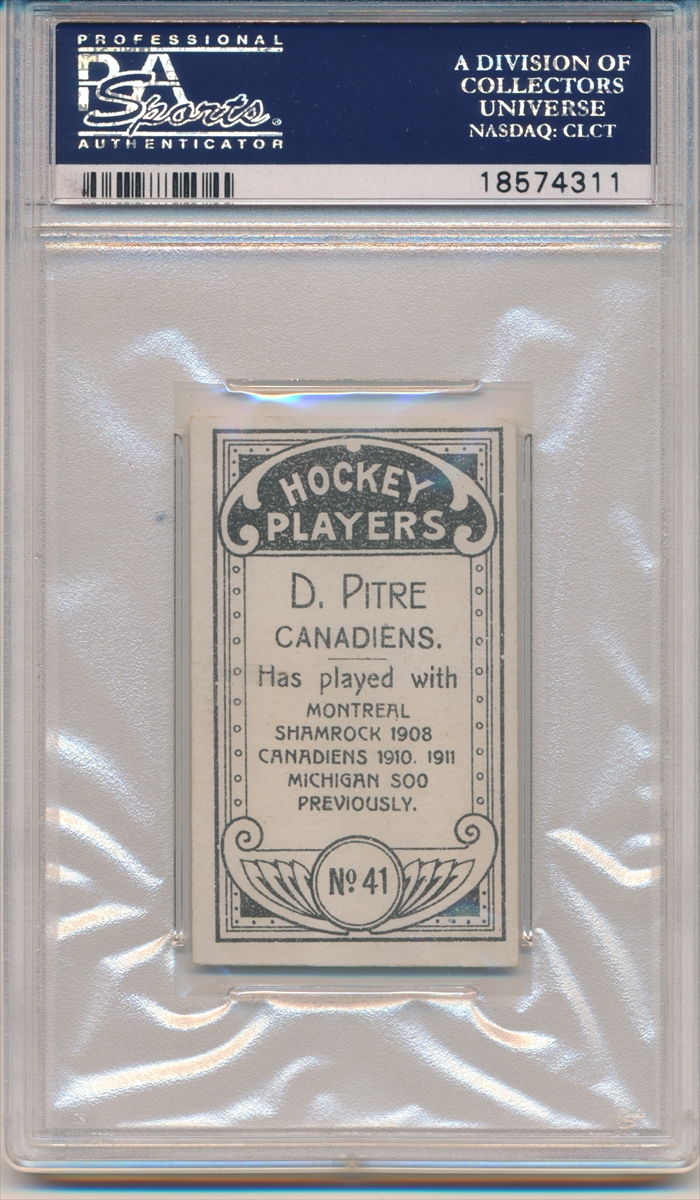 PROFESSIONAL
PSA
Sports
AUTHENTICATOR
A DIVISION OF
COLLECTORS
UNIVERSE
NASDAQ: CLCT
18574311
HOCKEY
PLAYERS
D. PITRE
CANADIENS.
Has played with
MONTREAL
SHAMROCK 1908
CANADIENS 1910. 1911
MICHIGAN SOO
PREVIOUSLY.
Nº 41